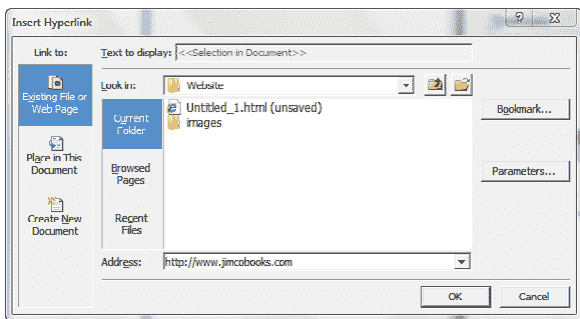 Insert Hyperlink
Link to:
Text to display: <<Selection in Document>>
Existing File or
Web Page
Look in: Website
Current
Folder
Untitled_1.html (unsaved)
images
Bookmark...
Place in This
Document
Browsed
Pages
Parameters...
Create New
Document
Recent
Files
Address: http://www.jimcobooks.com
OK Cancel